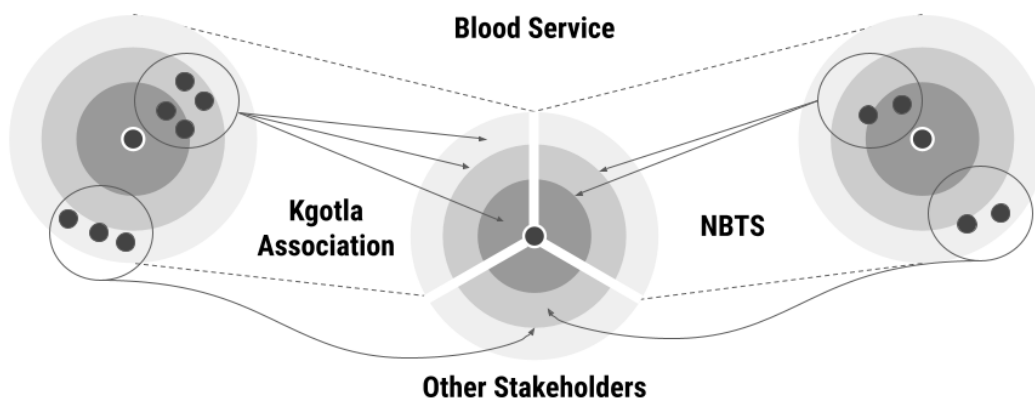 Blood Service
Kgotla
Association
NBTS
Other Stakeholders